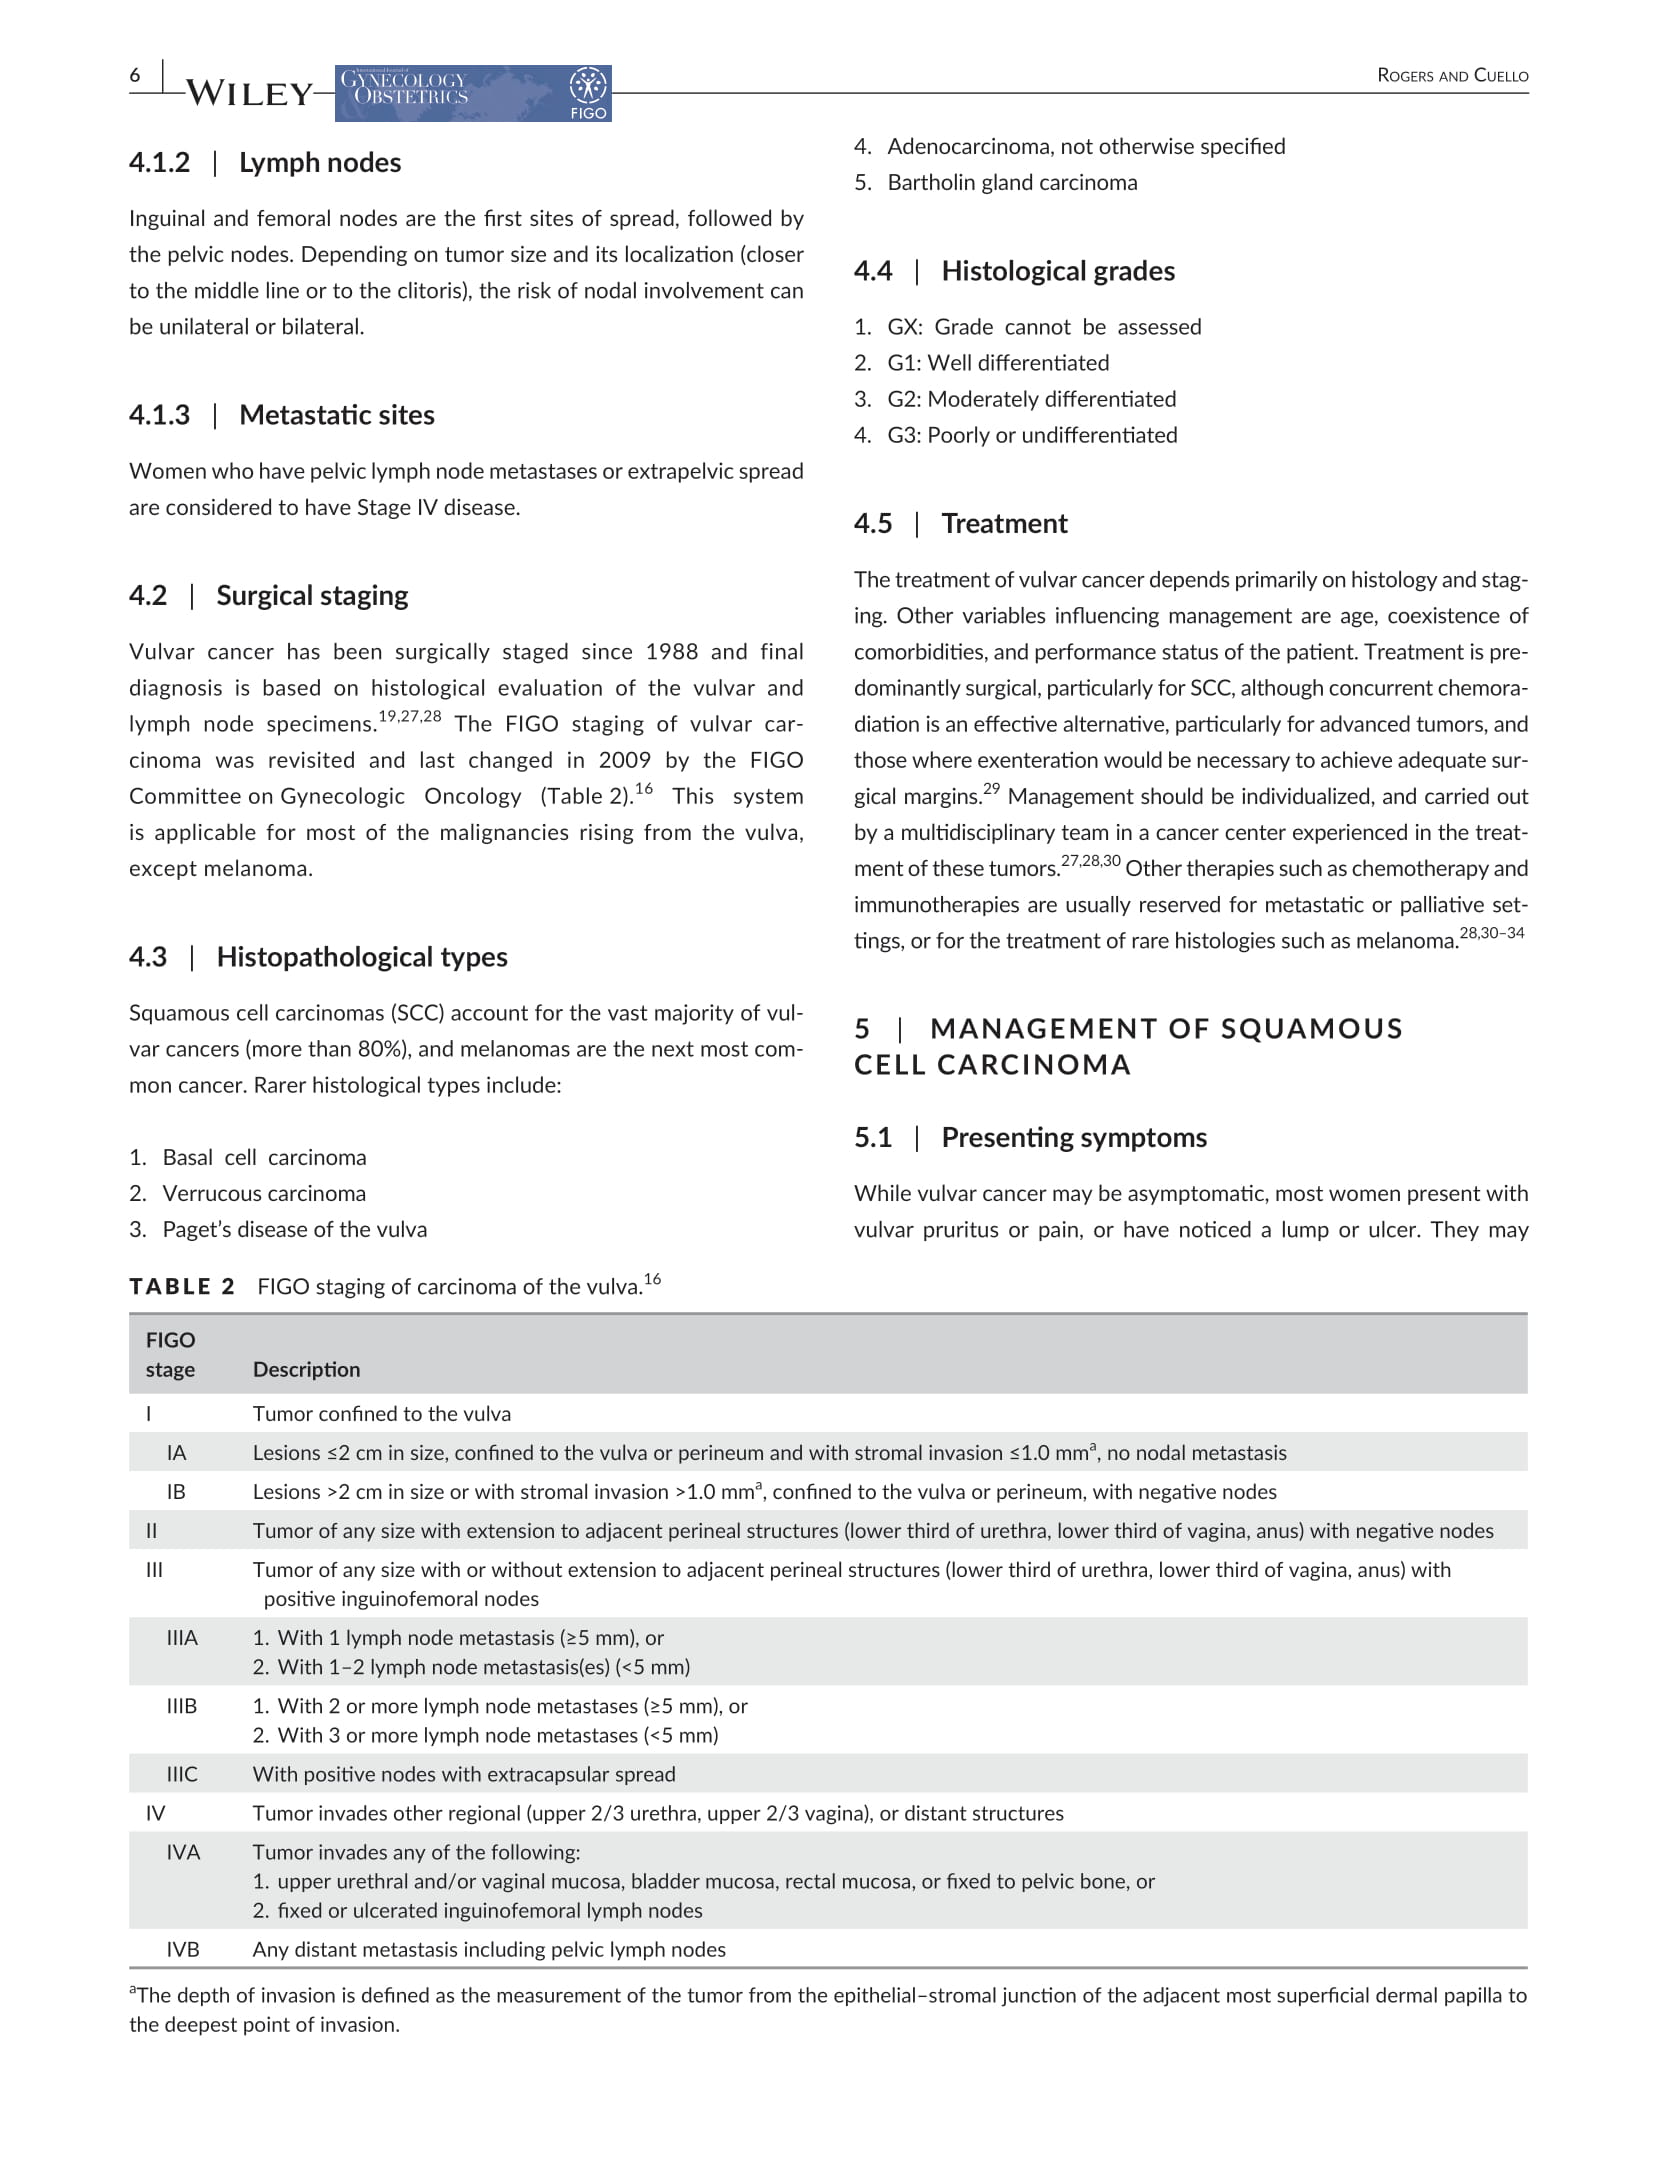 6
WILEY
International Journal of
GYNECOLOGY
& OBSTETRICS
FIGO
ROGERS AND CUELLO
4.1.2 | Lymph nodes
Inguinal and femoral nodes are the first sites of spread, followed by
the pelvic nodes. Depending on tumor size and its localization (closer
to the middle line or to the clitoris), the risk of nodal involvement can
be unilateral or bilateral.
4.1.3 | Metastatic sites
Women who have pelvic lymph node metastases or extrapelvic spread
are considered to have Stage IV disease.
4.2 | Surgical staging
Vulvar cancer has been surgically staged since 1988 and final
diagnosis is based on histological evaluation of the vulvar and
lymph node specimens.19,27,28 The FIGO staging of vulvar car-
cinoma was revisited and last changed in 2009 by the FIGO
Committee on Gynecologic Oncology (Table 2).16 This system
is applicable for most of the malignancies rising from the vulva,
except melanoma.
4.3 | Histopathological types
Squamous cell carcinomas (SCC) account for the vast majority of vul-
var cancers (more than 80%), and melanomas are the next most com-
mon cancer. Rarer histological types include:
1. Basal cell carcinoma
2. Verrucous carcinoma
3. Paget's disease of the vulva
4. Adenocarcinoma, not otherwise specified
5. Bartholin gland carcinoma
4.4 | Histological grades
1. GX: Grade cannot be assessed
2. G1: Well differentiated
3. G2: Moderately differentiated
4. G3: Poorly or undifferentiated
4.5 | Treatment
The treatment of vulvar cancer depends primarily on histology and stag-
ing. Other variables influencing management are age, coexistence of
comorbidities, and performance status of the patient. Treatment is pre-
dominantly surgical, particularly for SCC, although concurrent chemora-
diation is an effective alternative, particularly for advanced tumors, and
those where exenteration would be necessary to achieve adequate sur-
gical margins.29 Management should be individualized, and carried out
by a multidisciplinary team in a cancer center experienced in the treat-
ment of these tumors.27,28,30 Other therapies such as chemotherapy and
immunotherapies are usually reserved for metastatic or palliative set-
tings, or for the treatment of rare histologies such as melanoma.28,30–34
5 | MANAGEMENT OF SQUAMOUS
CELL CARCINOMA
5.1 | Presenting symptoms
While vulvar cancer may be asymptomatic, most women present with
vulvar pruritus or pain, or have noticed a lump or ulcer. They may
TABLE 2 FIGO staging of carcinoma of the vulva.16
FIGO
stage Description
I Tumor confined to the vulva
IA Lesions ≤2 cm in size, confined to the vulva or perineum and with stromal invasion ≤1.0 mmª, no nodal metastasis
IB Lesions >2 cm in size or with stromal invasion >1.0 mmª, confined to the vulva or perineum, with negative nodes
II Tumor of any size with extension to adjacent perineal structures (lower third of urethra, lower third of vagina, anus) with negative nodes
III Tumor of any size with or without extension to adjacent perineal structures (lower third of urethra, lower third of vagina, anus) with
positive inguinofemoral nodes
IIIA 1. With 1 lymph node metastasis (≥5 mm), or
2. With 1–2 lymph node metastasis(es) (<5 mm)
IIIB 1. With 2 or more lymph node metastases (≥5 mm), or
2. With 3 or more lymph node metastases (<5 mm)
IIIC With positive nodes with extracapsular spread
IV Tumor invades other regional (upper 2/3 urethra, upper 2/3 vagina), or distant structures
IVA Tumor invades any of the following:
1. upper urethral and/or vaginal mucosa, bladder mucosa, rectal mucosa, or fixed to pelvic bone, or
2. fixed or ulcerated inguinofemoral lymph nodes
IVB Any distant metastasis including pelvic lymph nodes
ªThe depth of invasion is defined as the measurement of the tumor from the epithelial–stromal junction of the adjacent most superficial dermal papilla to
the deepest point of invasion.